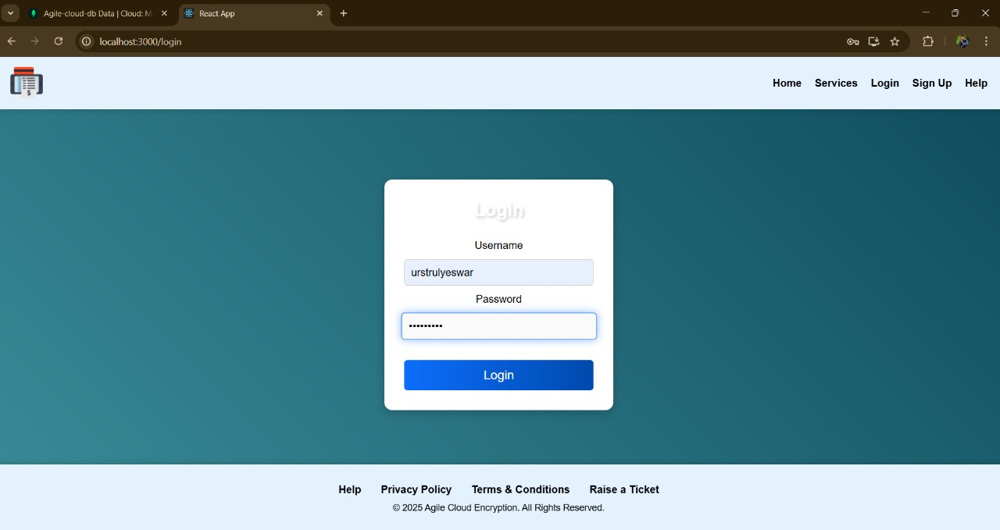 Agile-cloud-db Data | Cloud: M
React App
localhost:3000/login
$
Home Services Login Sign Up Help
Login
Username
urstrulyeswar
Password
•••••••••
Login
Help Privacy Policy Terms & Conditions Raise a Ticket
© 2025 Agile Cloud Encryption. All Rights Reserved.